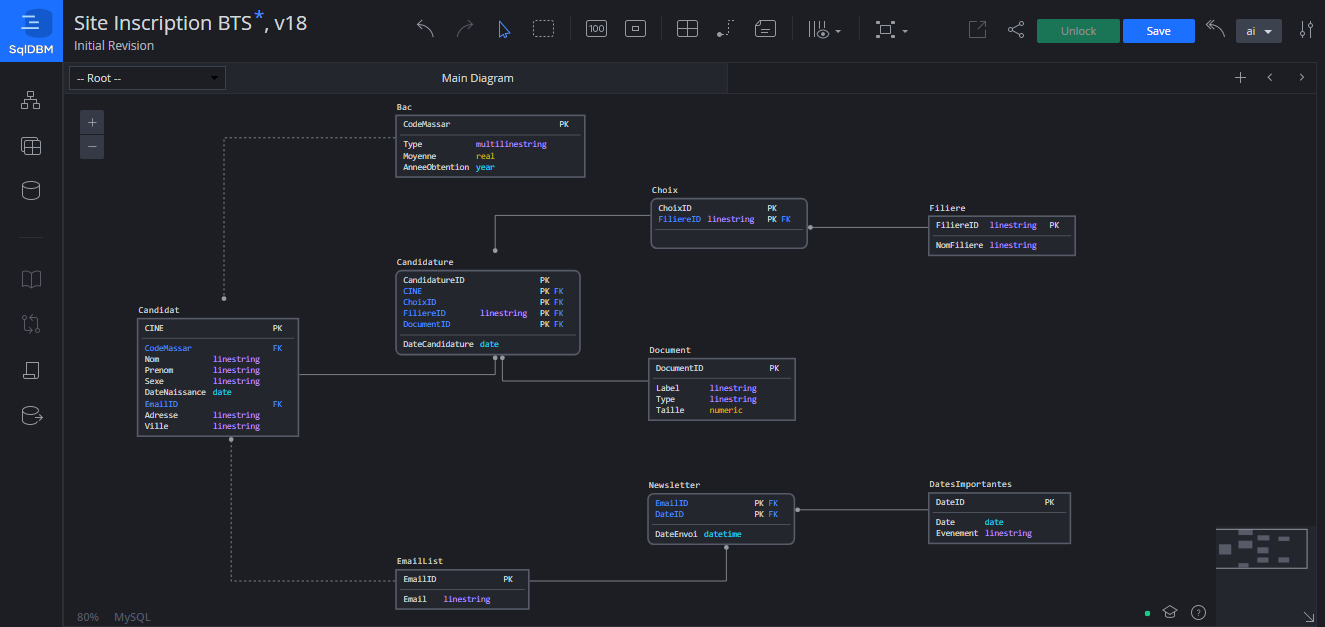 SqlDBM
Site Inscription BTS*, v18
Initial Revision
100
Unlock
Save
ai
-- Root --
Main Diagram
+
−
Bac
CodeMassar PK
Type multilinestring
Moyenne real
AnneeObtention year
Choix
ChoixID PK
FiliereID linestring PK FK
Filiere
FiliereID linestring PK
NomFiliere linestring
Candidature
CandidatureID PK
CINE PK FK
ChoixID PK FK
FiliereID linestring PK FK
DocumentID PK FK
DateCandidature date
Candidat
CINE PK
CodeMassar FK
Nom linestring
Prenom linestring
Sexe linestring
DateNaissance date
EmailID FK
Adresse linestring
Ville linestring
Document
DocumentID PK
Label linestring
Type linestring
Taille numeric
Newsletter
EmailID PK FK
DateID PK FK
DateEnvoi datetime
DatesImportantes
DateID PK
Date date
Evenement linestring
EmailList
EmailID PK
Email linestring
80% MySQL
?